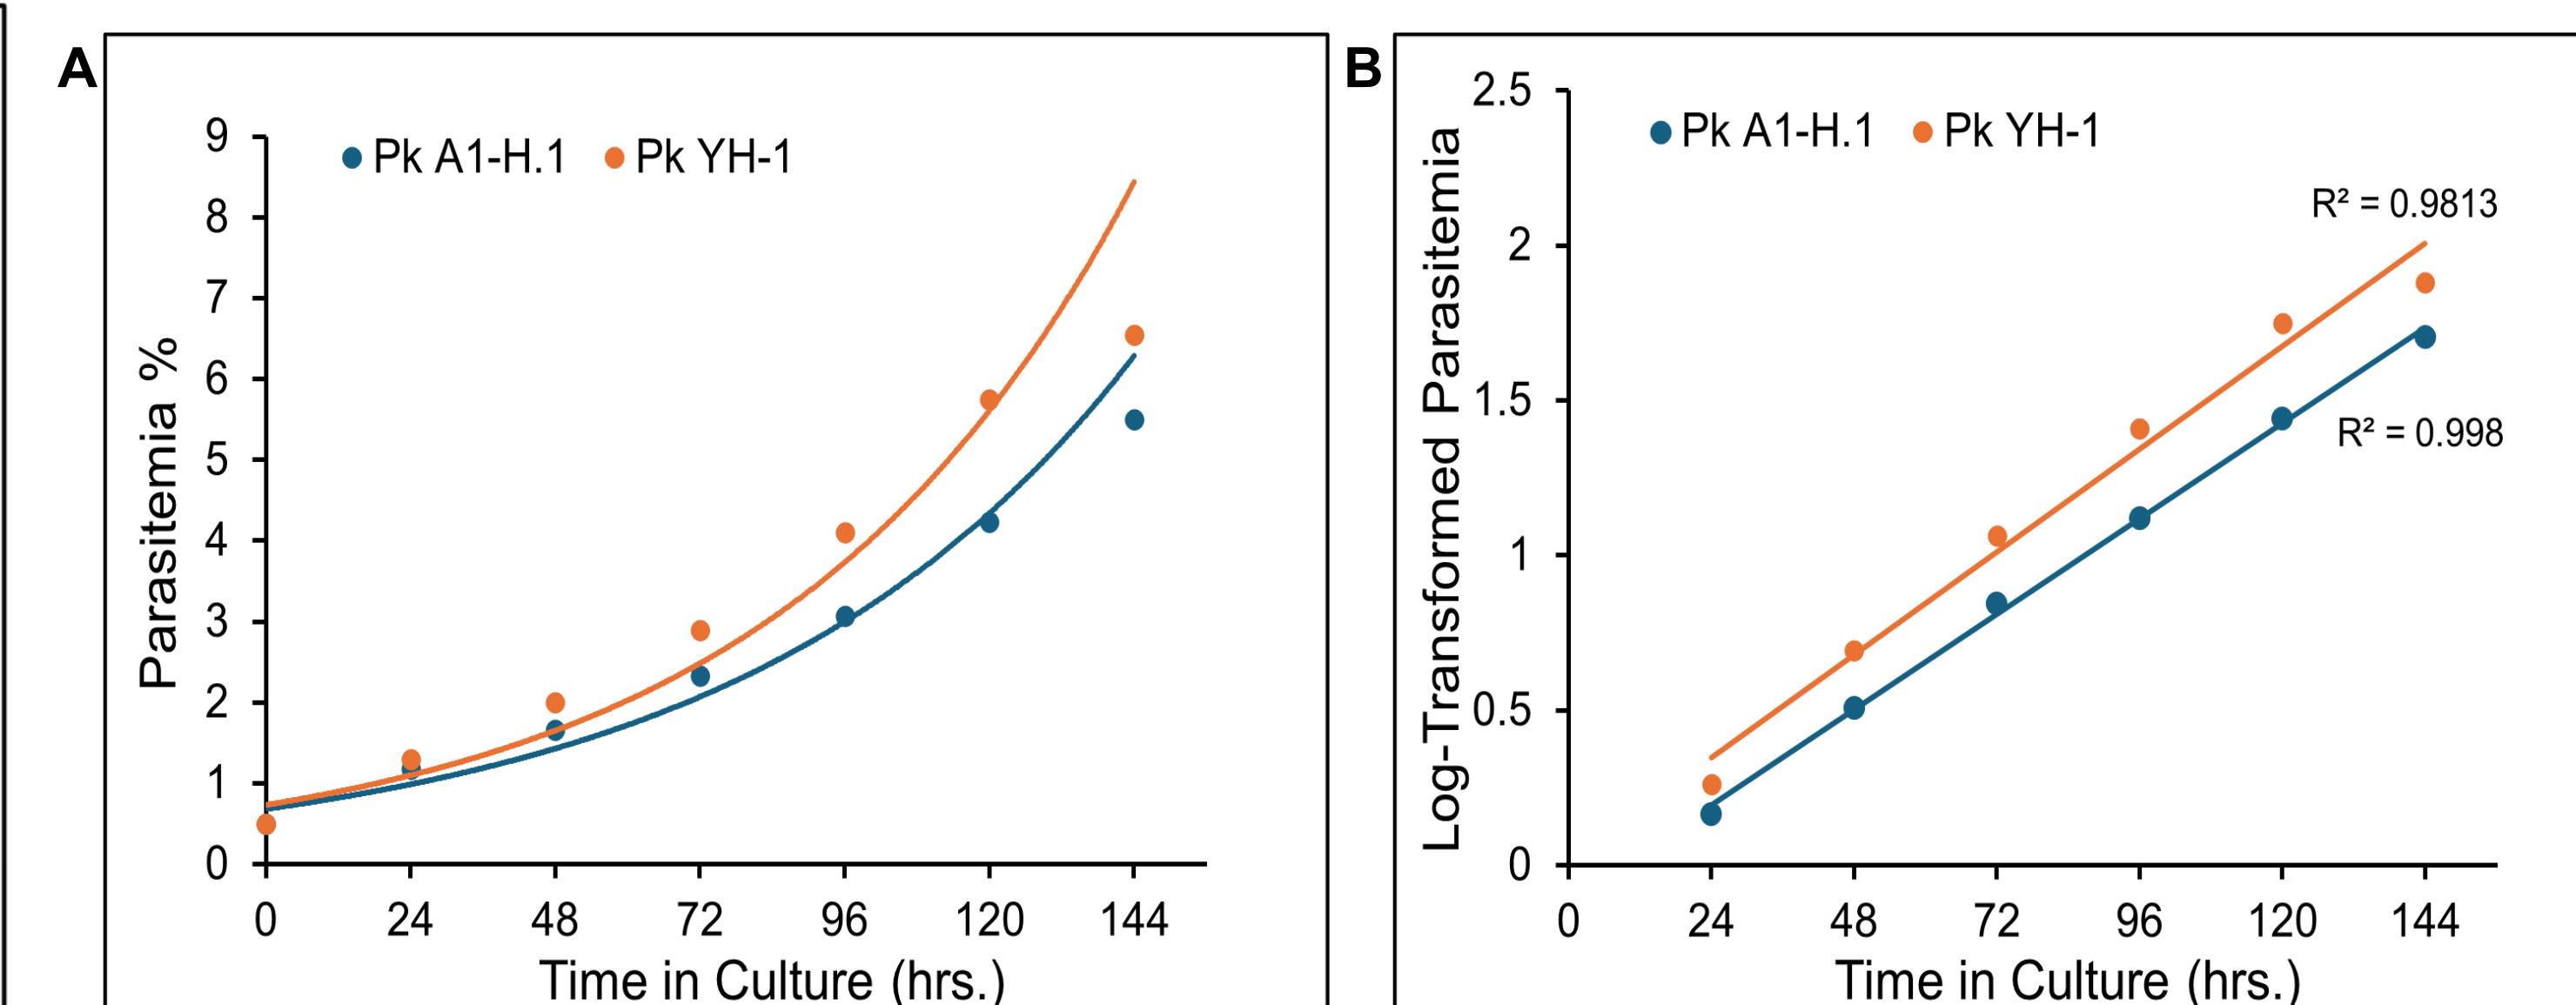 A
Pk A1-H.1
Pk YH-1
Parasitemia %
9
8
7
6
5
4
3
2
1
0
0 24 48 72 96 120 144
Time in Culture (hrs.)
B
Pk A1-H.1
Pk YH-1
Log-Transformed Parasitemia
2.5
2
1.5
1
0.5
0
R² = 0.9813
R² = 0.998
0 24 48 72 96 120 144
Time in Culture (hrs.)